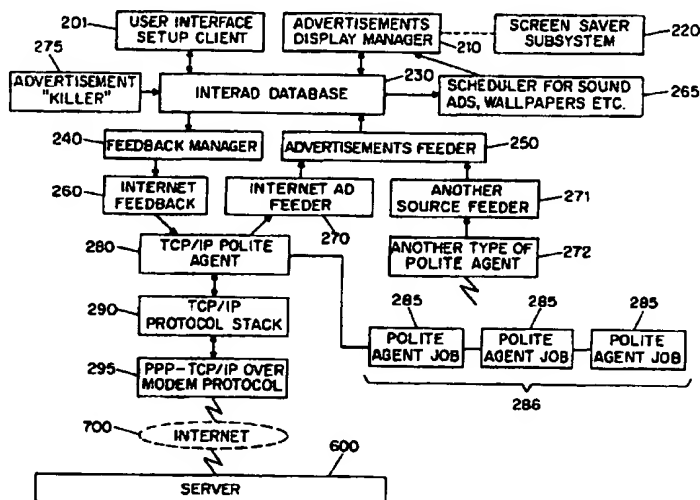 201
USER INTERFACE
SETUP CLIENT
ADVERTISEMENTS
DISPLAY MANAGER
210
SCREEN SAVER
SUBSYSTEM
220
275
ADVERTISEMENT
"KILLER"
INTERAD DATABASE
230
SCHEDULER FOR SOUND
ADS, WALLPAPERS ETC.
265
240
FEEDBACK MANAGER
ADVERTISEMENTS FEEDER
250
260
INTERNET
FEEDBACK
INTERNET AD
FEEDER
270
ANOTHER
SOURCE FEEDER
271
280
TCP/IP POLITE
AGENT
ANOTHER TYPE OF
POLITE AGENT
272
290
TCP/IP
PROTOCOL STACK
285
285
285
POLITE
AGENT JOB
POLITE
AGENT JOB
POLITE
AGENT JOB
286
295
PPP-TCP/IP OVER
MODEM PROTOCOL
700
INTERNET
600
SERVER